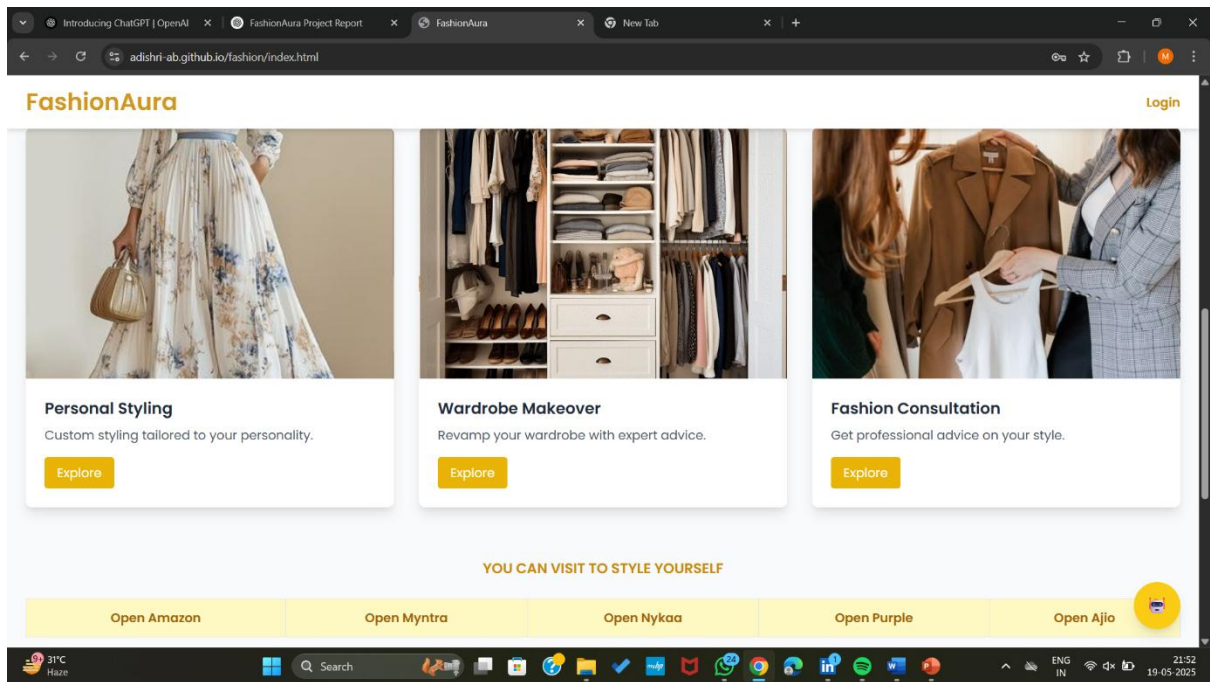 Introducing ChatGPT | OpenAI
FashionAura Project Report
FashionAura
New Tab
adishri-ab.github.io/fashion/index.html
M
FashionAura
Login
Personal Styling
Wardrobe Makeover
Fashion Consultation
Custom styling tailored to your personality.
Revamp your wardrobe with expert advice.
Get professional advice on your style.
Explore
Explore
Explore
YOU CAN VISIT TO STYLE YOURSELF
Open Amazon
Open Myntra
Open Nykaa
Open Purple
Open Ajio
9+
31°C
Haze
Search
24
ENG
IN
21:52
19-05-2025